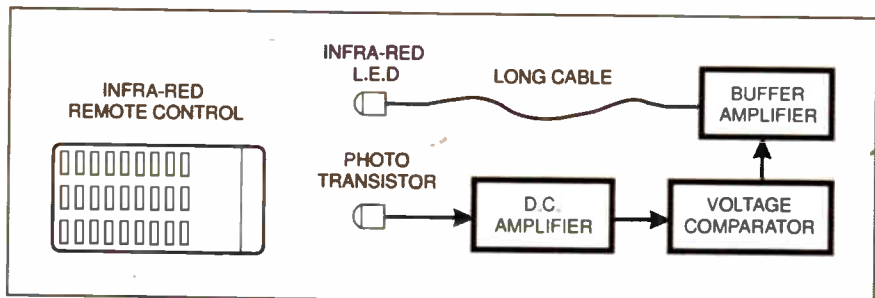 INFRA-RED
REMOTE CONTROL
INFRA-RED
L.E.D
LONG CABLE
BUFFER
AMPLIFIER
PHOTO
TRANSISTOR
D.C.
AMPLIFIER
VOLTAGE
COMPARATOR